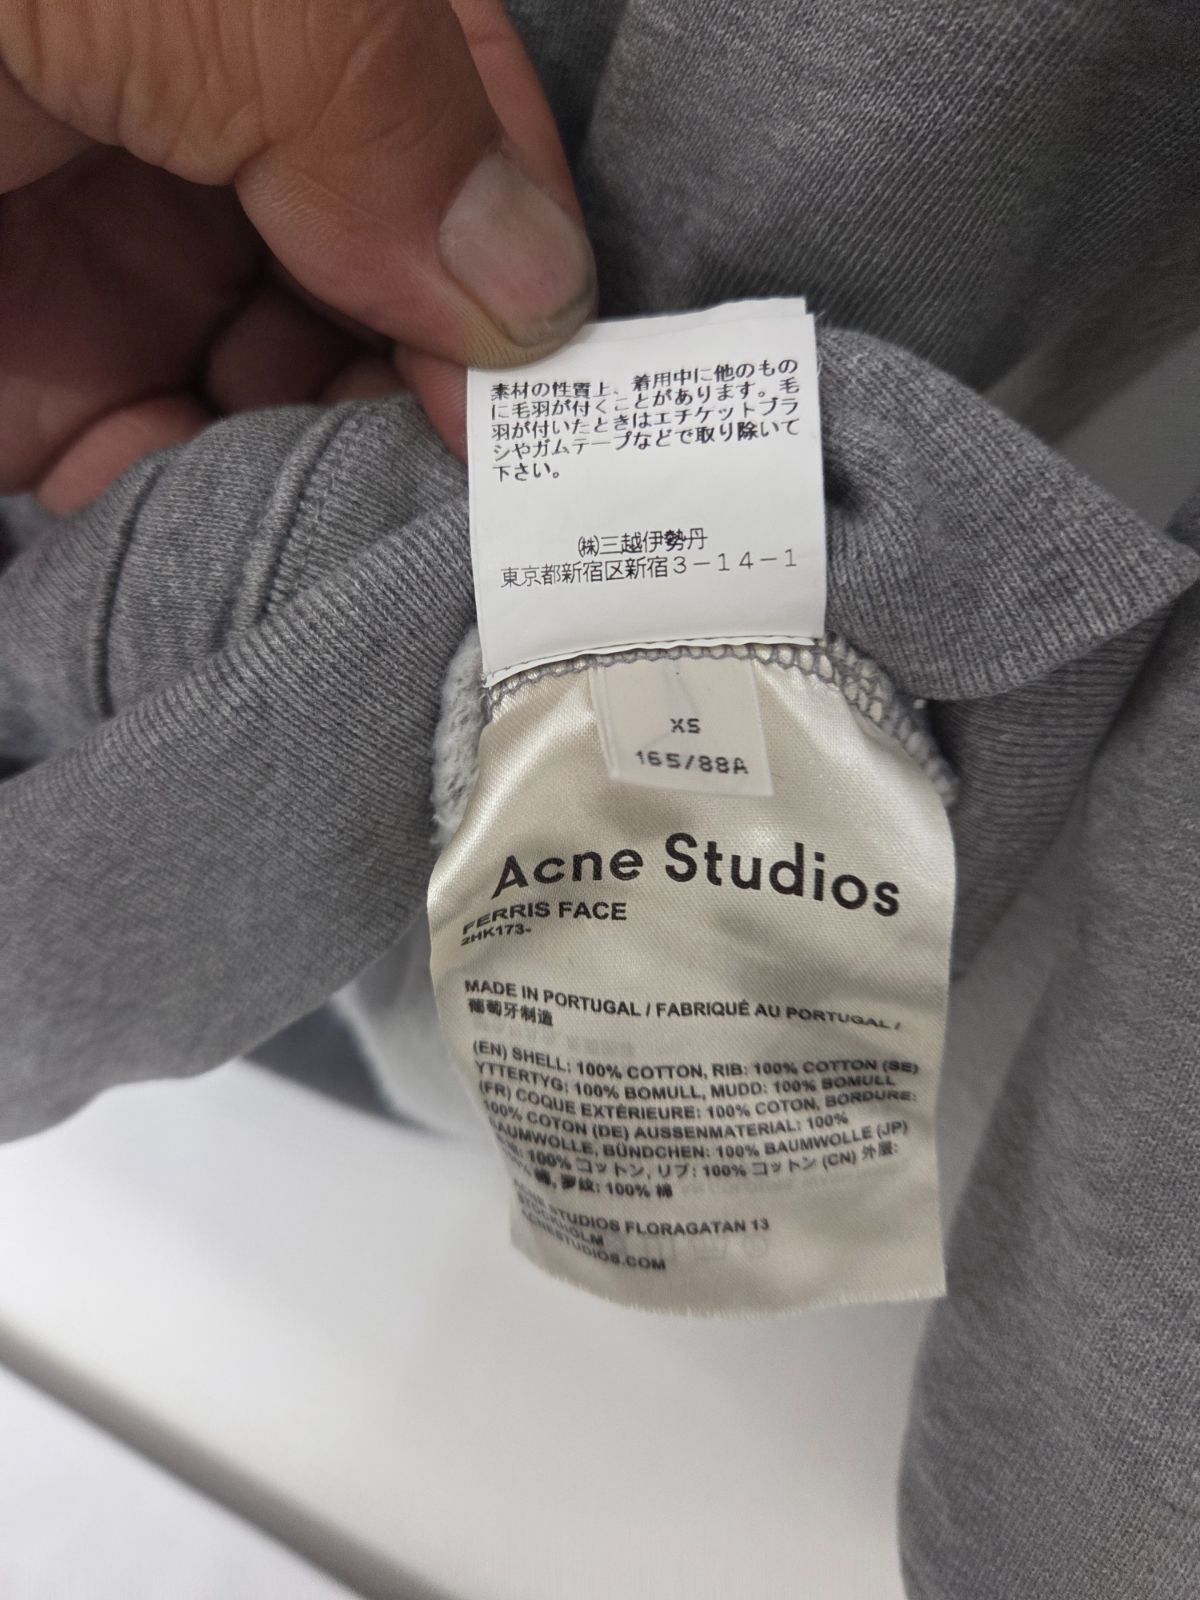 素材の性質上、着用中に他のもの
に毛羽が付くことがあります。毛
羽が付いたときはエチケットブラ
シやガムテープなどで取り除いて
下さい。
㈱三越伊勢丹
東京都新宿区新宿3-14-1
XS
165/88A
Acne Studios
FERRIS FACE
2HK173-
MADE IN PORTUGAL / FABRIQUÉ AU PORTUGAL /
葡萄牙制造
(EN) SHELL: 100% COTTON, RIB: 100% COTTON (SE)
YTTERTYG: 100% BOMULL, MUDD: 100% BOMULL
(FR) COQUE EXTÉRIEURE: 100% COTON, BORDURE:
100% COTON (DE) AUSSENMATERIAL: 100%
BAUMWOLLE, BÜNDCHEN: 100% BAUMWOLLE (JP)
100% コットン, リブ: 100% コットン (CN) 外层:
棉, 罗纹: 100% 棉
ACNE STUDIOS FLORAGATAN 13
STOCKHOLM
ACNESTUDIOS.COM